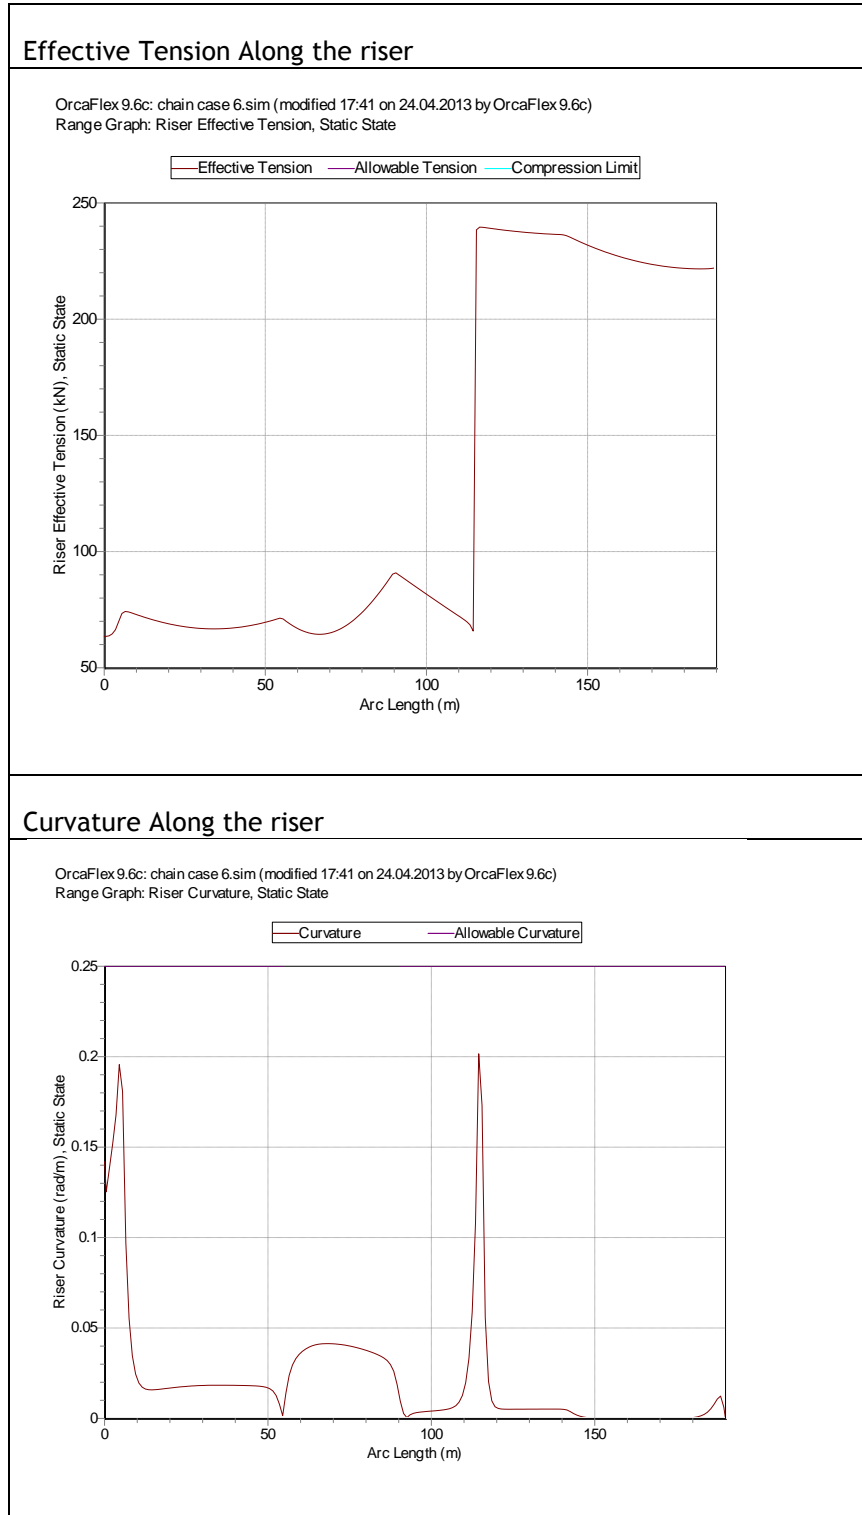 Effective Tension Along the riser
OrcaFlex 9.6c: chain case 6.sim (modified 17:41 on 24.04.2013 by OrcaFlex 9.6c)
Range Graph: Riser Effective Tension, Static State
Effective Tension Allowable Tension Compression Limit
Riser Effective Tension (kN), Static State
250
200
150
100
50
0 50 100 150
Arc Length (m)
Curvature Along the riser
OrcaFlex 9.6c: chain case 6.sim (modified 17:41 on 24.04.2013 by OrcaFlex 9.6c)
Range Graph: Riser Curvature, Static State
Curvature Allowable Curvature
Riser Curvature (rad/m), Static State
0.25
0.2
0.15
0.1
0.05
0
0 50 100 150
Arc Length (m)